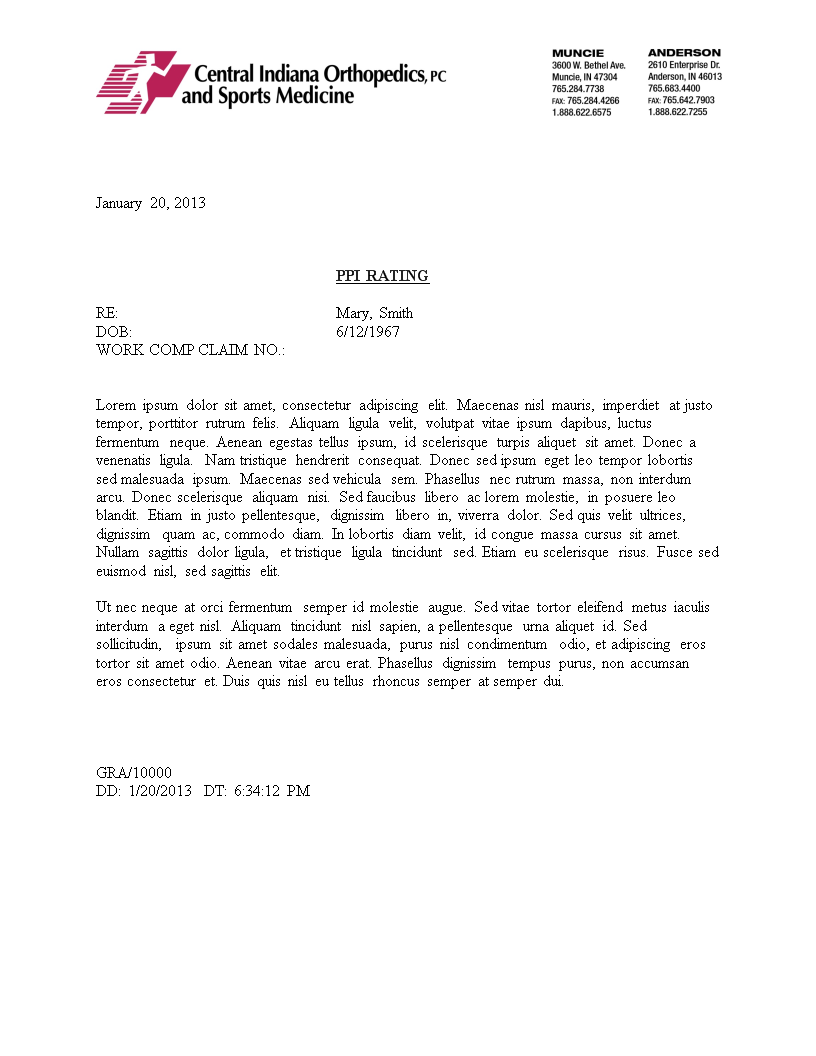 Central Indiana Orthopedics, PC
and Sports Medicine
MUNCIE
3600 W. Bethel Ave.
Muncie, IN 47304
765.284.7738
FAX: 765.284.4266
1.888.622.6575
ANDERSON
2610 Enterprise Dr.
Anderson, IN 46013
765.683.4400
FAX: 765.642.7903
1.888.622.7255
January 20, 2013
PPI RATING
RE: Mary, Smith
DOB: 6/12/1967
WORK COMP CLAIM NO.:
Lorem ipsum dolor sit amet, consectetur adipiscing elit. Maecenas nisl mauris, imperdiet at justo
tempor, porttitor rutrum felis. Aliquam ligula velit, volutpat vitae ipsum dapibus, luctus
fermentum neque. Aenean egestas tellus ipsum, id scelerisque turpis aliquet sit amet. Donec a
venenatis ligula. Nam tristique hendrerit consequat. Donec sed ipsum eget leo tempor lobortis
sed malesuada ipsum. Maecenas sed vehicula sem. Phasellus nec rutrum massa, non interdum
arcu. Donec scelerisque aliquam nisi. Sed faucibus libero ac lorem molestie, in posuere leo
blandit. Etiam in justo pellentesque, dignissim libero in, viverra dolor. Sed quis velit ultrices,
dignissim quam ac, commodo diam. In lobortis diam velit, id congue massa cursus sit amet.
Nullam sagittis dolor ligula, et tristique ligula tincidunt sed. Etiam eu scelerisque risus. Fusce sed
euismod nisl, sed sagittis elit.
Ut nec neque at orci fermentum semper id molestie augue. Sed vitae tortor eleifend metus iaculis
interdum a eget nisl. Aliquam tincidunt nisl sapien, a pellentesque urna aliquet id. Sed
sollicitudin, ipsum sit amet sodales malesuada, purus nisl condimentum odio, et adipiscing eros
tortor sit amet odio. Aenean vitae arcu erat. Phasellus dignissim tempus purus, non accumsan
eros consectetur et. Duis quis nisl eu tellus rhoncus semper at semper dui.
GRA/10000
DD: 1/20/2013 DT: 6:34:12 PM